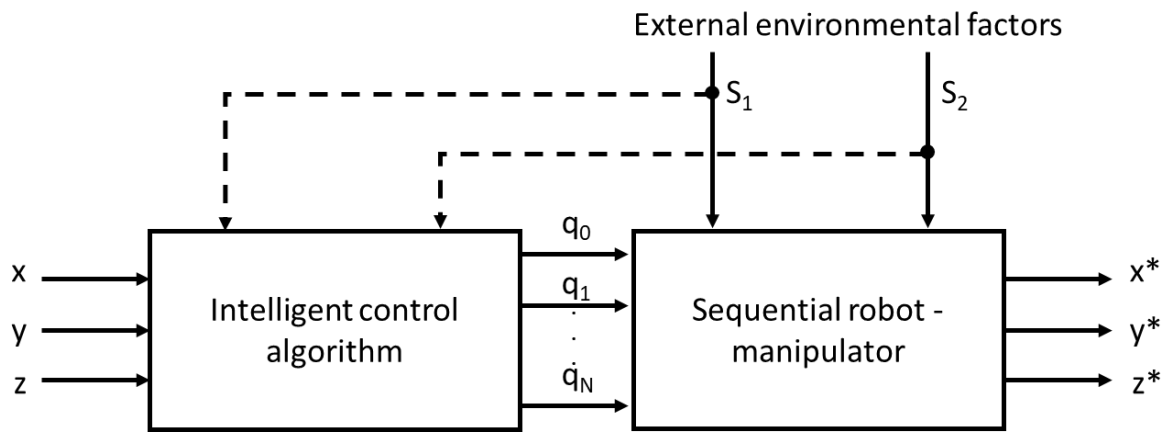 External environmental factors
S₁
S₂
q₀
x
q₁
y
Intelligent control
algorithm
.
.
.
Sequential robot -
manipulator
z
qN
x*
y*
z*